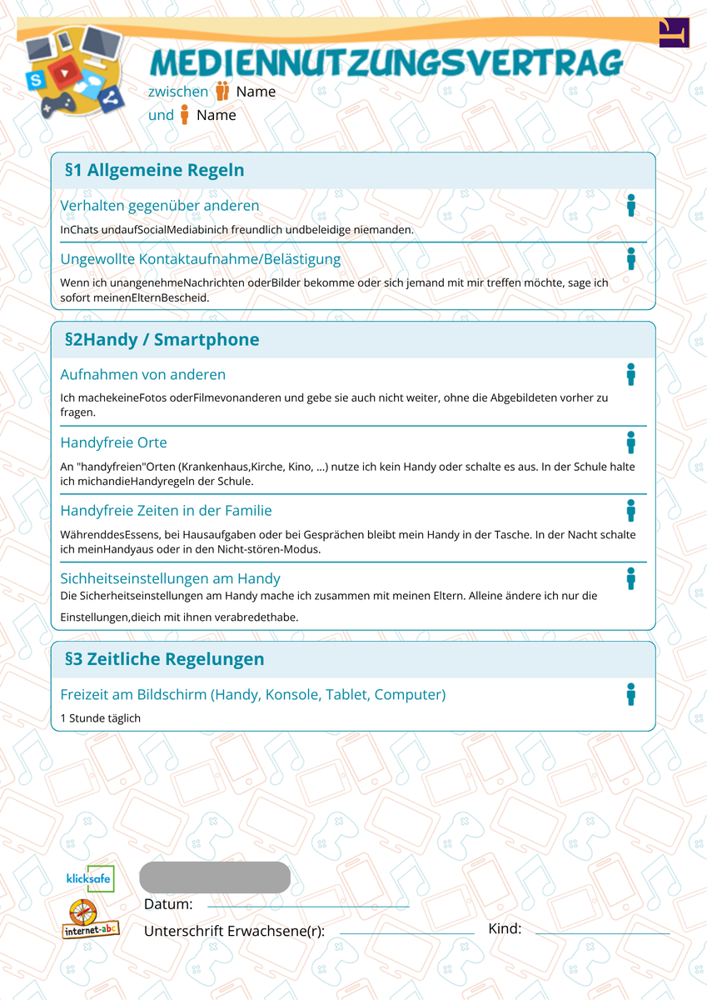 MEDIENNUTZUNGSVERTRAG
zwischen Name
und Name
S
§1 Allgemeine Regeln
Verhalten gegenüber anderen
InChats undaufSocialMediabinich freundlich undbeleidige niemanden.
Ungewollte Kontaktaufnahme/Belästigung
Wenn ich unangenehmeNachrichten oderBilder bekomme oder sich jemand mit mir treffen möchte, sage ich
sofort meinenElternBescheid.
§2Handy / Smartphone
Aufnahmen von anderen
Ich machekeineFotos oderFilmevonanderen und gebe sie auch nicht weiter, ohne die Abgebildeten vorher zu
fragen.
Handyfreie Orte
An "handyfreien"Orten (Krankenhaus,Kirche, Kino, ...) nutze ich kein Handy oder schalte es aus. In der Schule halte
ich michandieHandyregeln der Schule.
Handyfreie Zeiten in der Familie
WährenddesEssens, bei Hausaufgaben oder bei Gesprächen bleibt mein Handy in der Tasche. In der Nacht schalte
ich meinHandyaus oder in den Nicht-stören-Modus.
Sichheitseinstellungen am Handy
Die Sicherheitseinstellungen am Handy mache ich zusammen mit meinen Eltern. Alleine ändere ich nur die
Einstellungen,dieich mit ihnen verabredethabe.
§3 Zeitliche Regelungen
Freizeit am Bildschirm (Handy, Konsole, Tablet, Computer)
1 Stunde täglich
klicksafe
internet-abc
Datum:
Unterschrift Erwachsene(r): Kind: